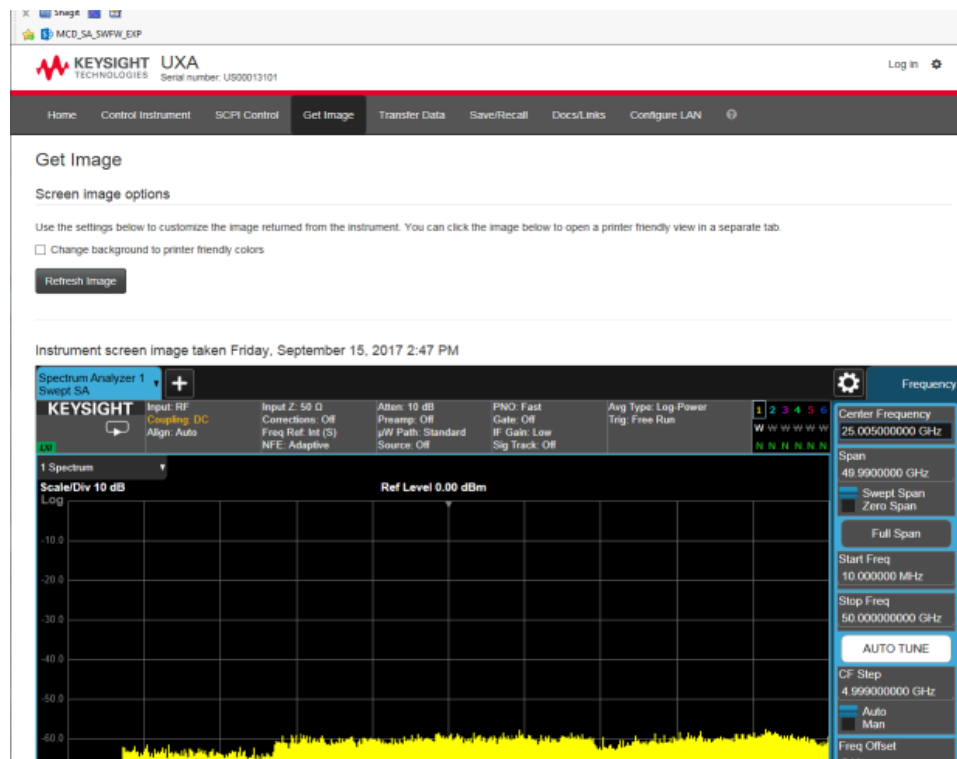 x Snagit
MCD_SA_SWFW_EXP
KEYSIGHT UXA
TECHNOLOGIES Serial number: US00013101
Log in
Home Control Instrument SCPI Control Get Image Transfer Data Save/Recall Docs/Links Configure LAN ?
Get Image
Screen image options
Use the settings below to customize the image returned from the instrument. You can click the image below to open a printer friendly view in a separate tab.
Change background to printer friendly colors
Refresh Image
Instrument screen image taken Friday, September 15, 2017 2:47 PM
Spectrum Analyzer 1
Swept SA
+
Frequency
KEYSIGHT
LXI
Input: RF
Coupling: DC
Align: Auto
Input Z: 50 Ω
Corrections: Off
Freq Ref: Int (S)
NFE: Adaptive
Atten: 10 dB
Preamp: Off
µW Path: Standard
Source: Off
PNO: Fast
Gate: Off
IF Gain: Low
Sig Track: Off
Avg Type: Log-Power
Trig: Free Run
1 2 3 4 5 6
W W W W W W
N N N N N N
1 Spectrum
Scale/Div 10 dB
Ref Level 0.00 dBm
Log
-10.0
-20.0
-30.0
-40.0
-50.0
-60.0
Center Frequency
25.005000000 GHz
Span
49.9900000 GHz
Swept Span
Zero Span
Full Span
Start Freq
10.000000 MHz
Stop Freq
50.000000000 GHz
AUTO TUNE
CF Step
4.999000000 GHz
Auto
Man
Freq Offset